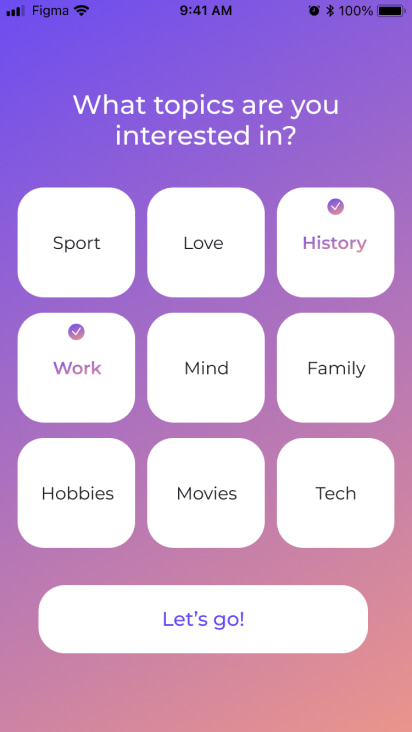 Figma 9:41 AM 100%
What topics are you
interested in?
Sport Love History
Work Mind Family
Hobbies Movies Tech
Let's go!